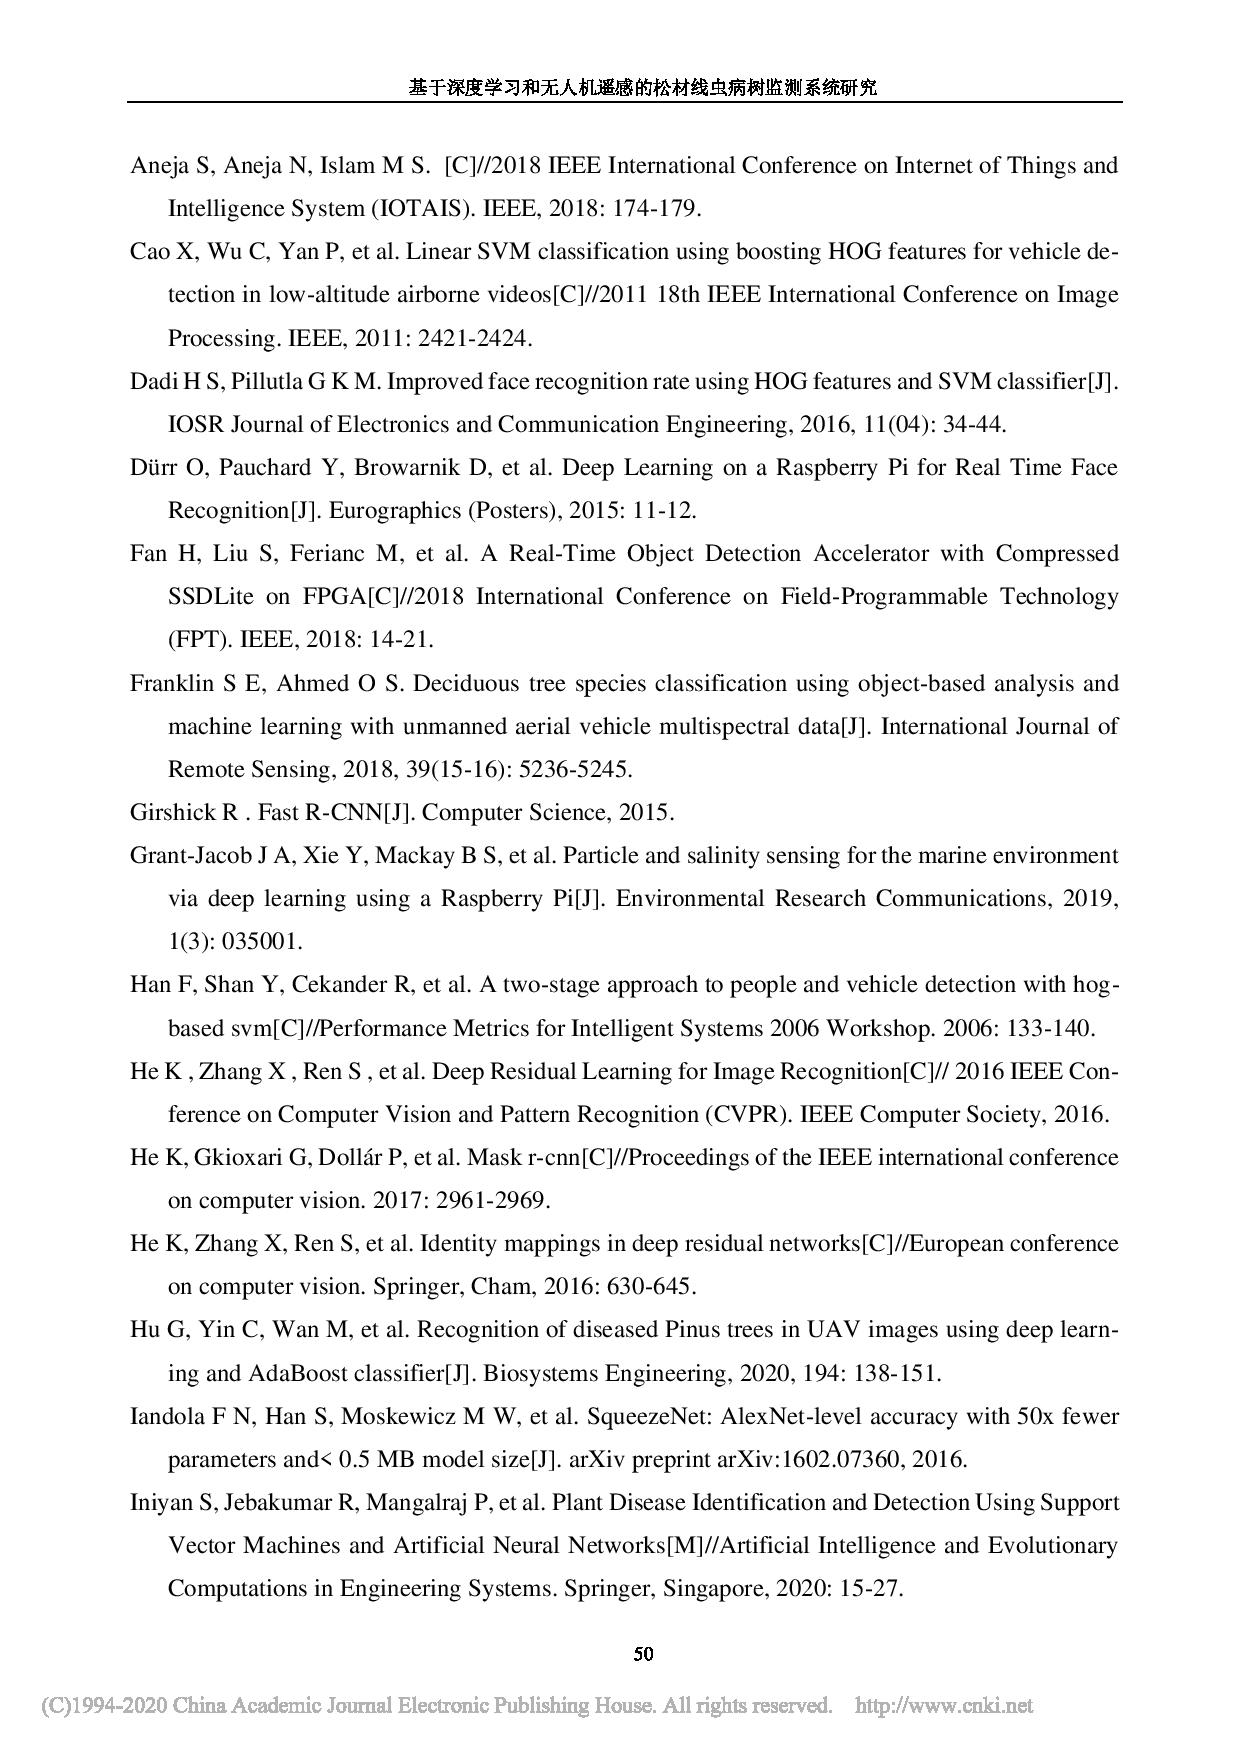 基于深度学习和无人机遥感的松材线虫病树监测系统研究
Aneja S, Aneja N, Islam M S.  [C]//2018 IEEE International Conference on Internet of Things and
Intelligence System (IOTAIS). IEEE, 2018: 174-179.
Cao X, Wu C, Yan P, et al. Linear SVM classification using boosting HOG features for vehicle de-
tection in low-altitude airborne videos[C]//2011 18th IEEE International Conference on Image
Processing. IEEE, 2011: 2421-2424.
Dadi H S, Pillutla G K M. Improved face recognition rate using HOG features and SVM classifier[J].
IOSR Journal of Electronics and Communication Engineering, 2016, 11(04): 34-44.
Dürr O, Pauchard Y, Browarnik D, et al. Deep Learning on a Raspberry Pi for Real Time Face
Recognition[J]. Eurographics (Posters), 2015: 11-12.
Fan H, Liu S, Ferianc M, et al. A Real-Time Object Detection Accelerator with Compressed
SSDLite on FPGA[C]//2018 International Conference on Field-Programmable Technology
(FPT). IEEE, 2018: 14-21.
Franklin S E, Ahmed O S. Deciduous tree species classification using object-based analysis and
machine learning with unmanned aerial vehicle multispectral data[J]. International Journal of
Remote Sensing, 2018, 39(15-16): 5236-5245.
Girshick R . Fast R-CNN[J]. Computer Science, 2015.
Grant-Jacob J A, Xie Y, Mackay B S, et al. Particle and salinity sensing for the marine environment
via deep learning using a Raspberry Pi[J]. Environmental Research Communications, 2019,
1(3): 035001.
Han F, Shan Y, Cekander R, et al. A two-stage approach to people and vehicle detection with hog-
based svm[C]//Performance Metrics for Intelligent Systems 2006 Workshop. 2006: 133-140.
He K , Zhang X , Ren S , et al. Deep Residual Learning for Image Recognition[C]// 2016 IEEE Con-
ference on Computer Vision and Pattern Recognition (CVPR). IEEE Computer Society, 2016.
He K, Gkioxari G, Dollár P, et al. Mask r-cnn[C]//Proceedings of the IEEE international conference
on computer vision. 2017: 2961-2969.
He K, Zhang X, Ren S, et al. Identity mappings in deep residual networks[C]//European conference
on computer vision. Springer, Cham, 2016: 630-645.
Hu G, Yin C, Wan M, et al. Recognition of diseased Pinus trees in UAV images using deep learn-
ing and AdaBoost classifier[J]. Biosystems Engineering, 2020, 194: 138-151.
Iandola F N, Han S, Moskewicz M W, et al. SqueezeNet: AlexNet-level accuracy with 50x fewer
parameters and< 0.5 MB model size[J]. arXiv preprint arXiv:1602.07360, 2016.
Iniyan S, Jebakumar R, Mangalraj P, et al. Plant Disease Identification and Detection Using Support
Vector Machines and Artificial Neural Networks[M]//Artificial Intelligence and Evolutionary
Computations in Engineering Systems. Springer, Singapore, 2020: 15-27.
50
(C)1994-2020 China Academic Journal Electronic Publishing House. All rights reserved.    http://www.cnki.net